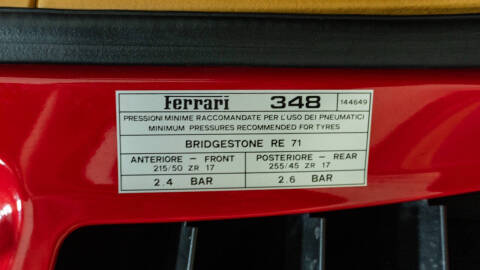 Ferrari 348 144649
PRESSIONI MINIME RACCOMANDATE PER L'USO DEI PNEUMATICI
MINIMUM PRESSURES RECOMMENDED FOR TYRES
BRIDGESTONE RE 71
ANTERIORE - FRONT POSTERIORE - REAR
215/50 ZR 17 255/45 ZR 17
2.4 BAR 2.6 BAR